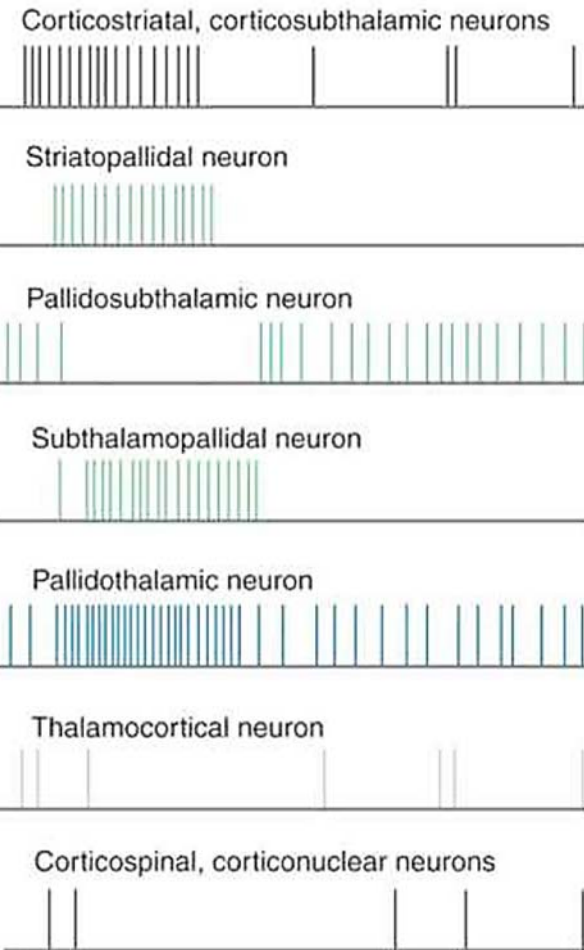 Corticostriatal, corticosubthalamic neurons
Striatopallidal neuron
Pallidosubthalamic neuron
Subthalamopallidal neuron
Pallidothalamic neuron
Thalamocortical neuron
Corticospinal, corticonuclear neurons